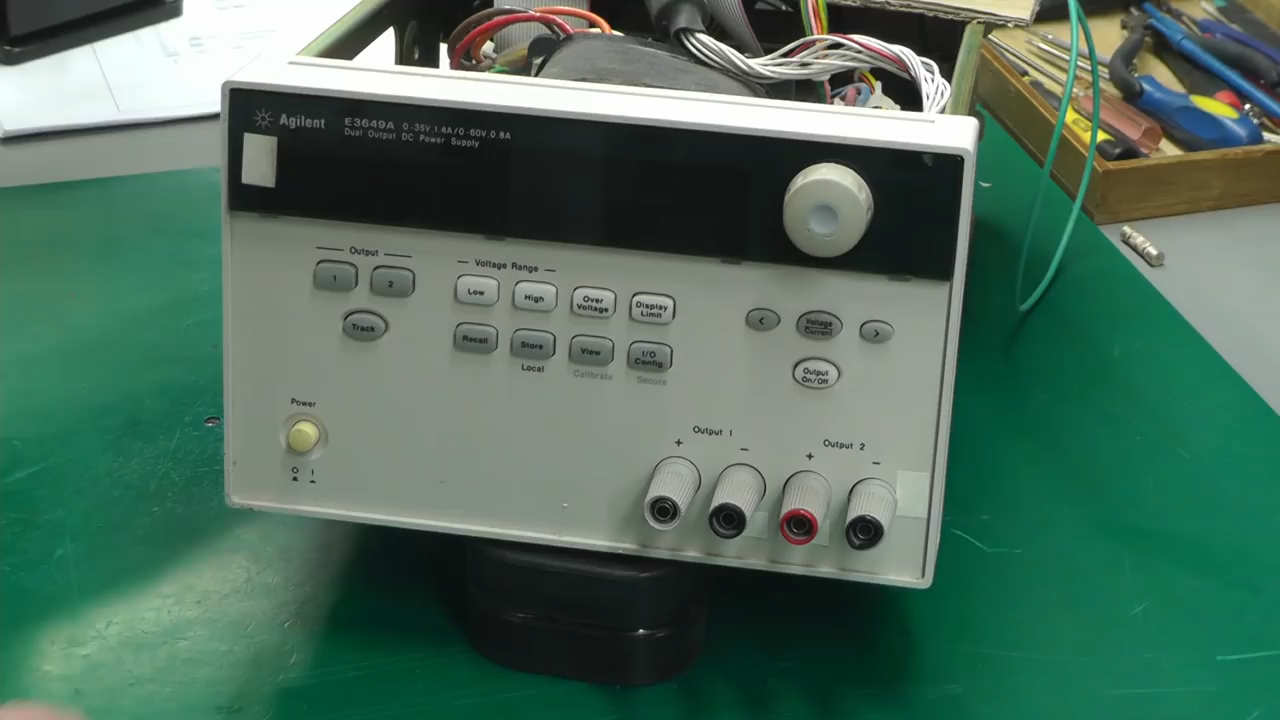 Agilent
E3649A 0-35V,1.4A/0-60V,0.8A
Dual Output DC Power Supply
Output
1
2
Track
Voltage Range
Low
High
Over
Voltage
Display
Limit
Recall
Store
View
I/O
Config
Local
Calibrate
Secure
<
Voltage
Current
>
Output
On/Off
Power
Output 1
+
-
Output 2
+
-